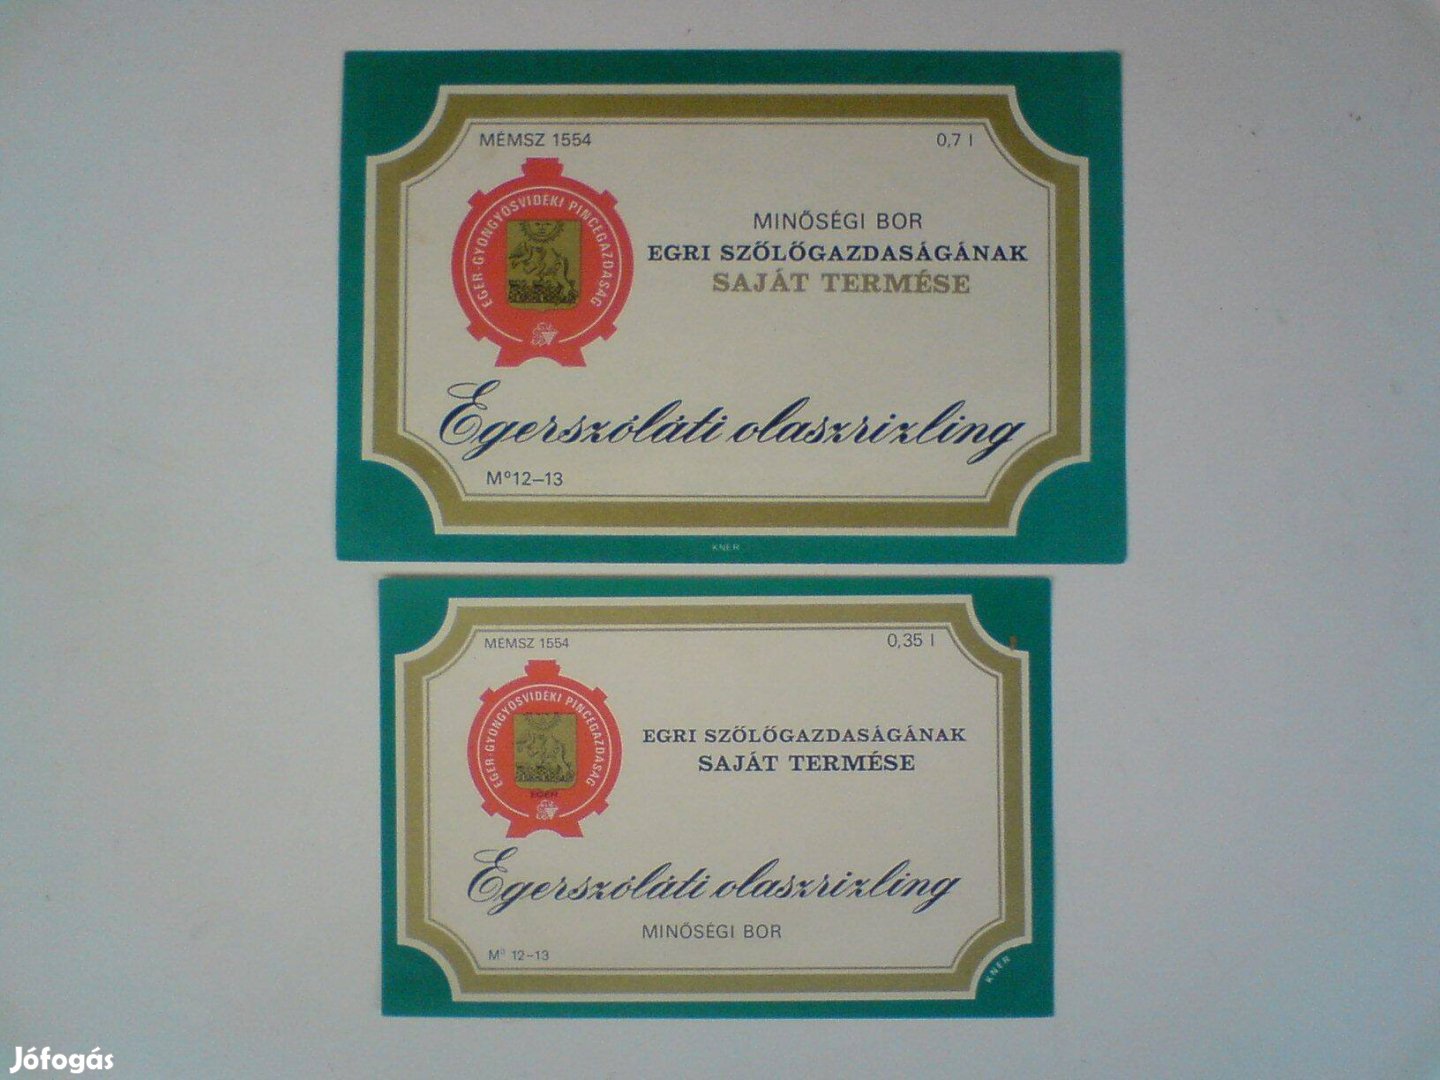 MÉMSZ 1554
0,7 l
EGER-GYÖNGYÖSVIDÉKI PINCEGAZDASÁG
MINŐSÉGI BOR
EGRI SZŐLŐGAZDASÁGÁNAK
SAJÁT TERMÉSE
Egerszóláti olaszrizling
M° 12–13
KNER
MÉMSZ 1554
0,35 l
EGER-GYÖNGYÖSVIDÉKI PINCEGAZDASÁG
EGER
EGRI SZŐLŐGAZDASÁGÁNAK
SAJÁT TERMÉSE
Egerszóláti olaszrizling
MINŐSÉGI BOR
M° 12–13
KNER
Jófogás